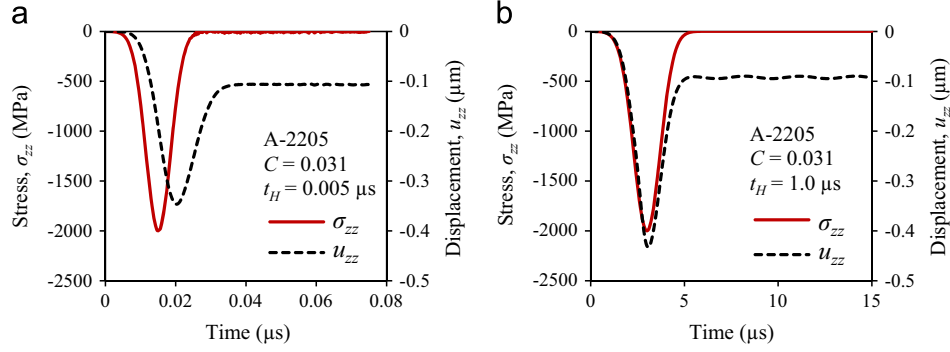 a
0
-500
-1000
-1500
-2000
-2500
Stress, σzz (MPa)
0
-0.1
-0.2
-0.3
-0.4
-0.5
Displacement, uzz (μm)
A-2205
C = 0.031
tH = 0.005 μs
σzz
uzz
0 0.02 0.04 0.06 0.08
Time (μs)
b
0
-500
-1000
-1500
-2000
-2500
Stress, σzz (MPa)
0
-0.1
-0.2
-0.3
-0.4
-0.5
Displacement, uzz (μm)
A-2205
C = 0.031
tH = 1.0 μs
σzz
uzz
0 5 10 15
Time (μs)